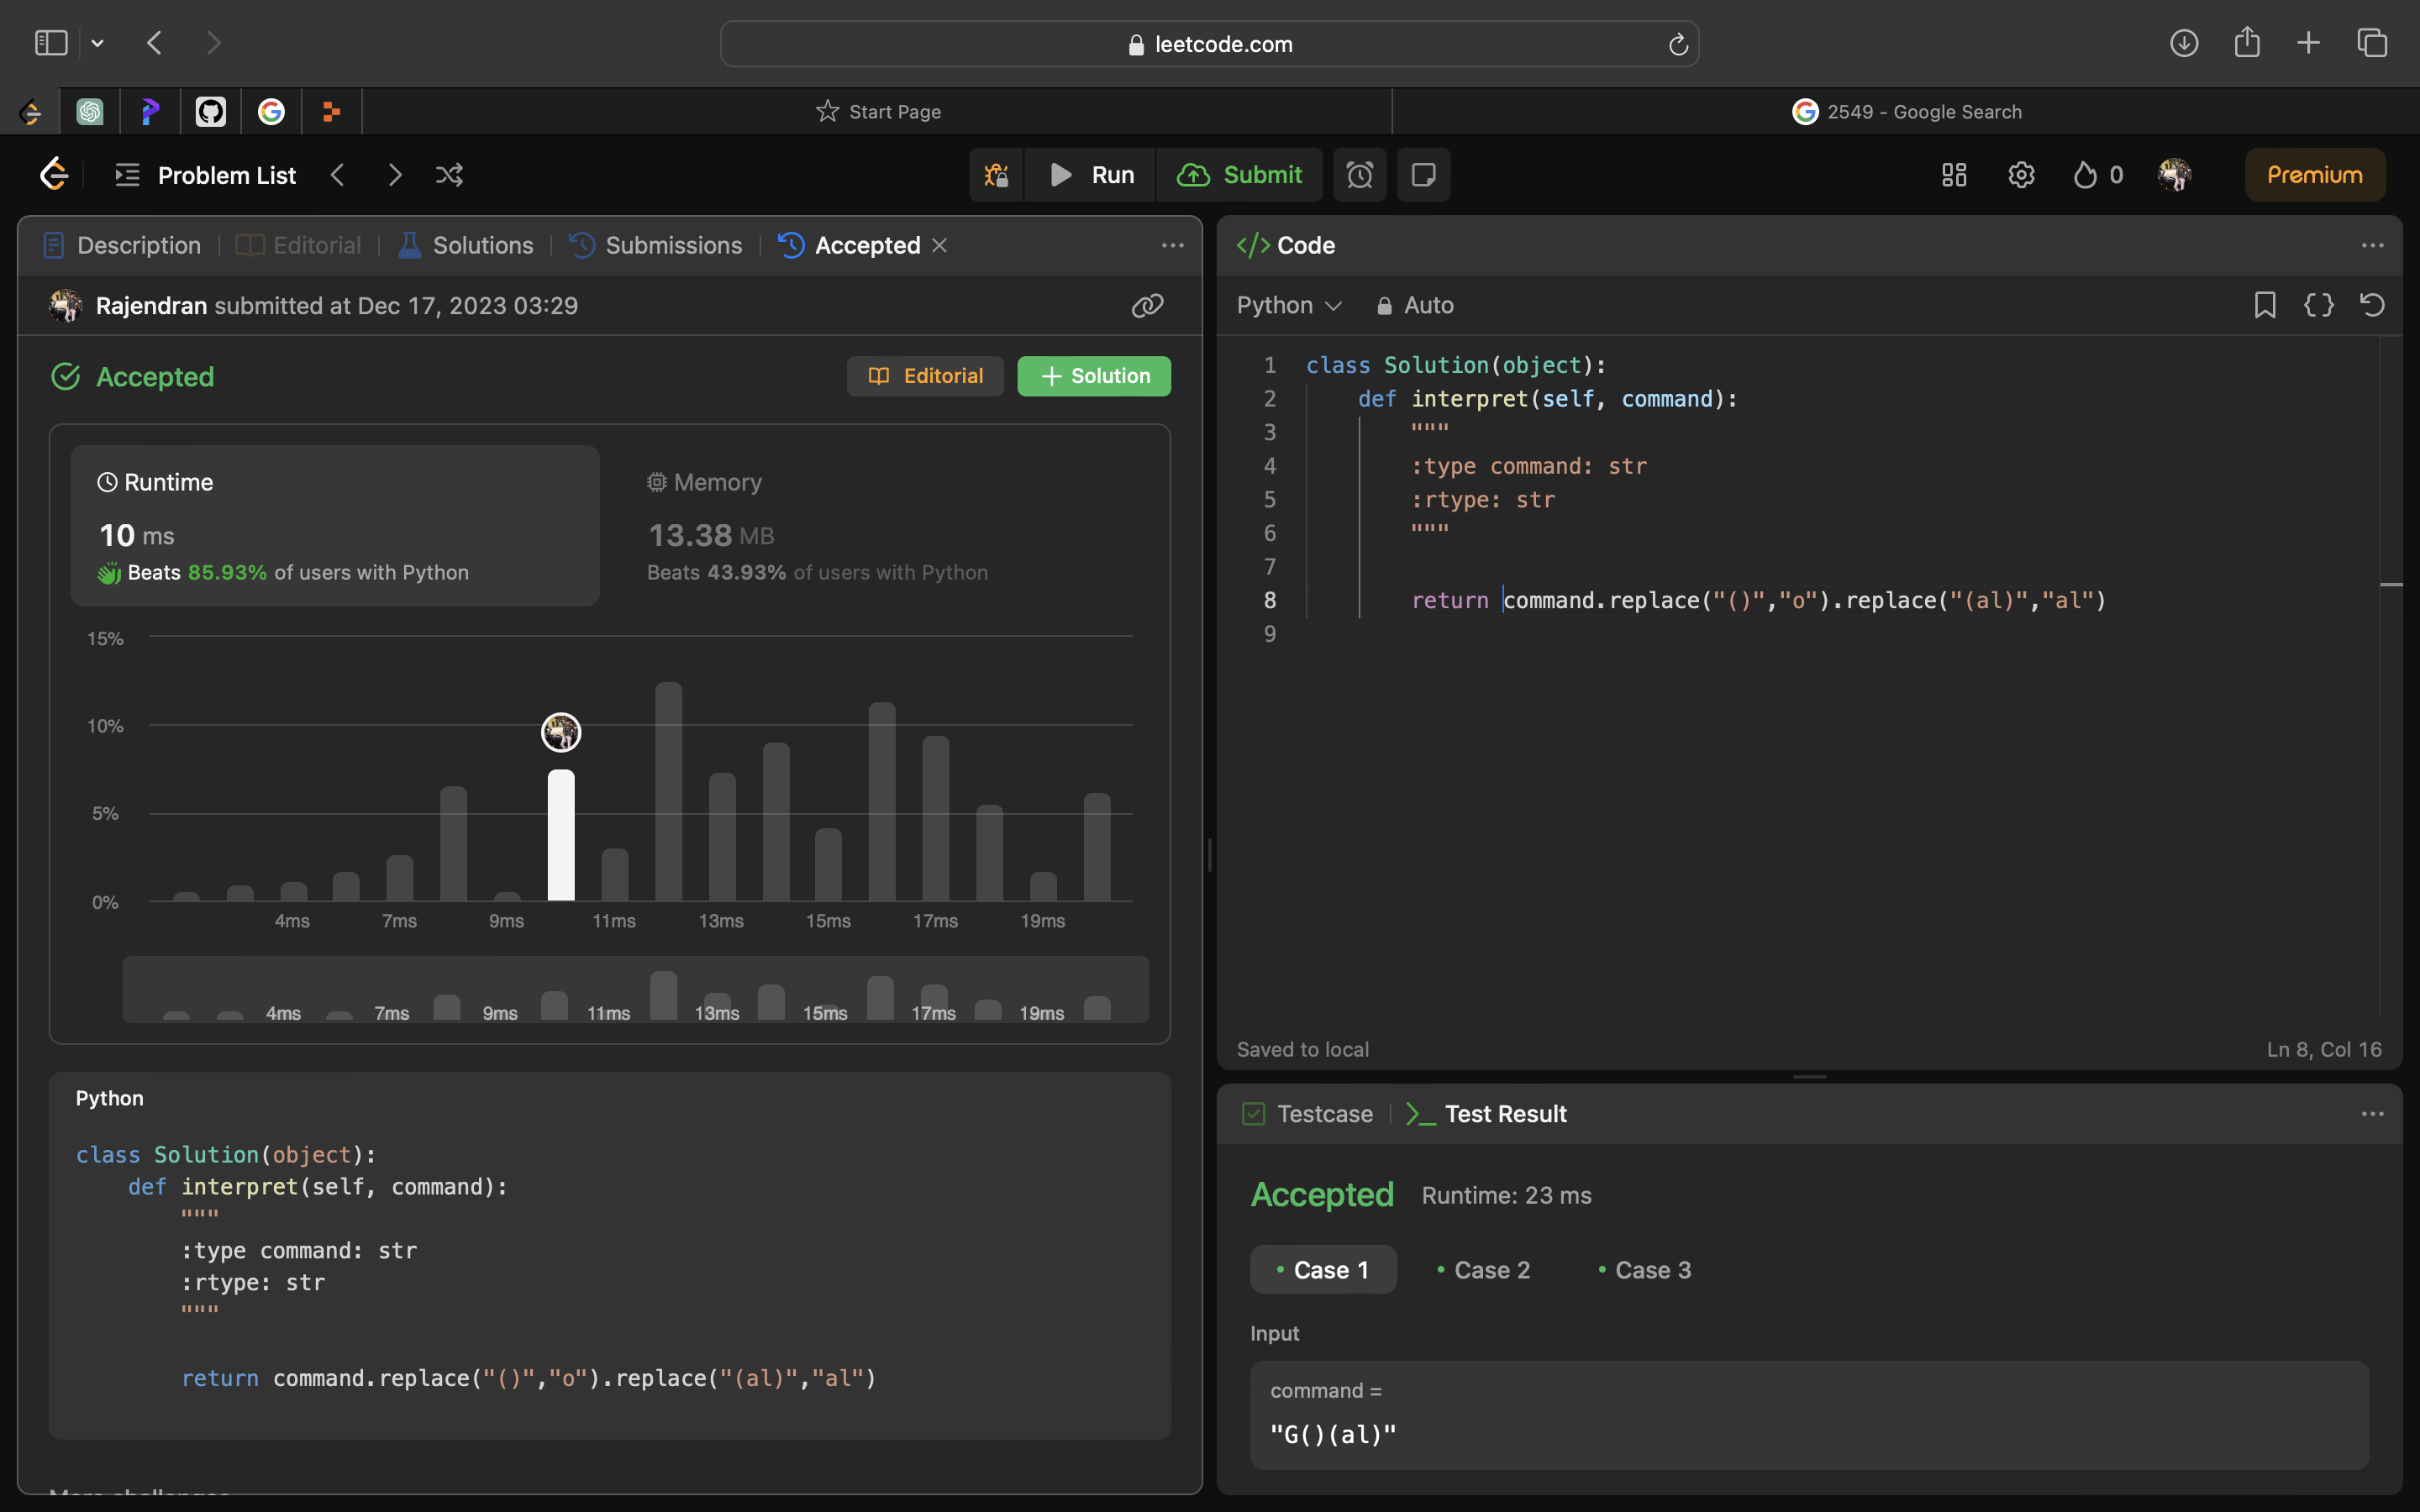 leetcode.com
Start Page
2549 - Google Search
Problem List
Run
Submit
0
Premium
Description
Editorial
Solutions
Submissions
Accepted
Rajendran submitted at Dec 17, 2023 03:29
Accepted
Editorial
Solution
Runtime
10 ms
Beats 85.93% of users with Python
Memory
13.38 MB
Beats 43.93% of users with Python
15%
10%
5%
0%
4ms 7ms 9ms 11ms 13ms 15ms 17ms 19ms
4ms 7ms 9ms 11ms 13ms 15ms 17ms 19ms
Python
class Solution(object):
def interpret(self, command):
"""
:type command: str
:rtype: str
"""
return command.replace("()","o").replace("(al)","al")
More challenges
</> Code
Python
Auto
1 class Solution(object):
2 def interpret(self, command):
3 """
4 :type command: str
5 :rtype: str
6 """
7
8 return command.replace("()","o").replace("(al)","al")
9
Saved to local
Ln 8, Col 16
Testcase
>_ Test Result
Accepted
Runtime: 23 ms
Case 1
Case 2
Case 3
Input
command =
"G()(al)"